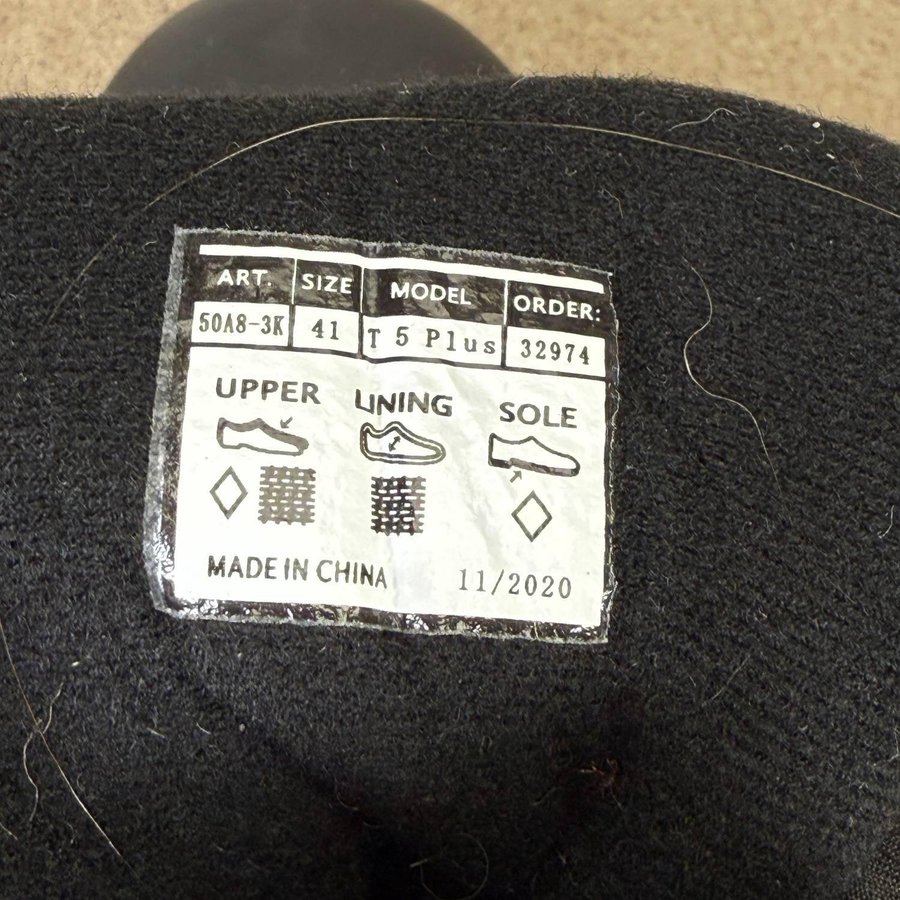 ART. SIZE MODEL ORDER:
50A8-3K 41 T 5 Plus 32974
UPPER LINING SOLE
MADE IN CHINA 11/2020